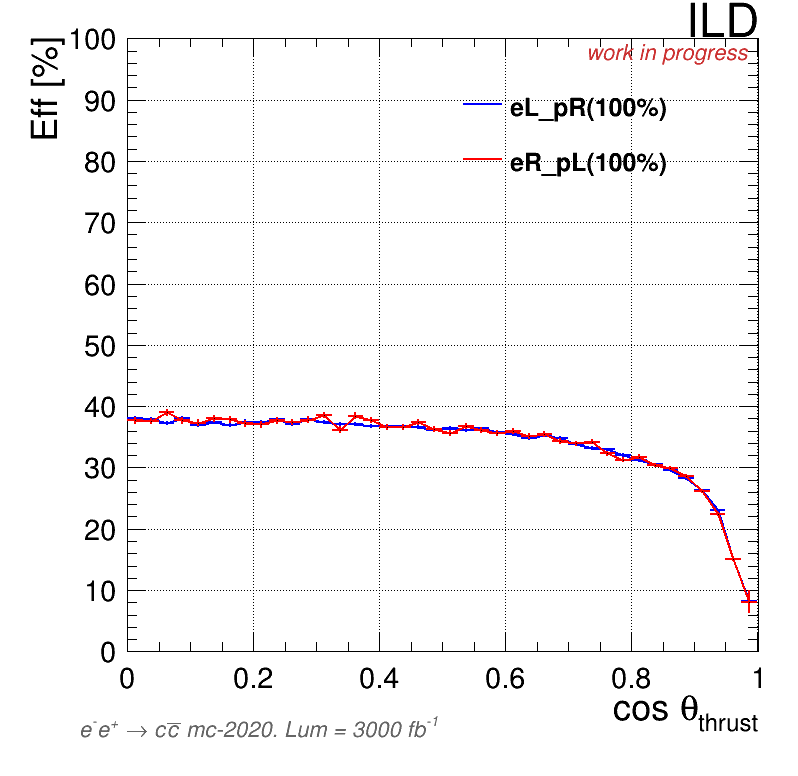 ILD
work in progress
Eff [%]
100
90
80
70
60
50
40
30
20
10
0
eL_pR(100%)
eR_pL(100%)
0 0.2 0.4 0.6 0.8 1
cos θthrust
e⁻e⁺ → cc̅ mc-2020. Lum = 3000 fb⁻¹